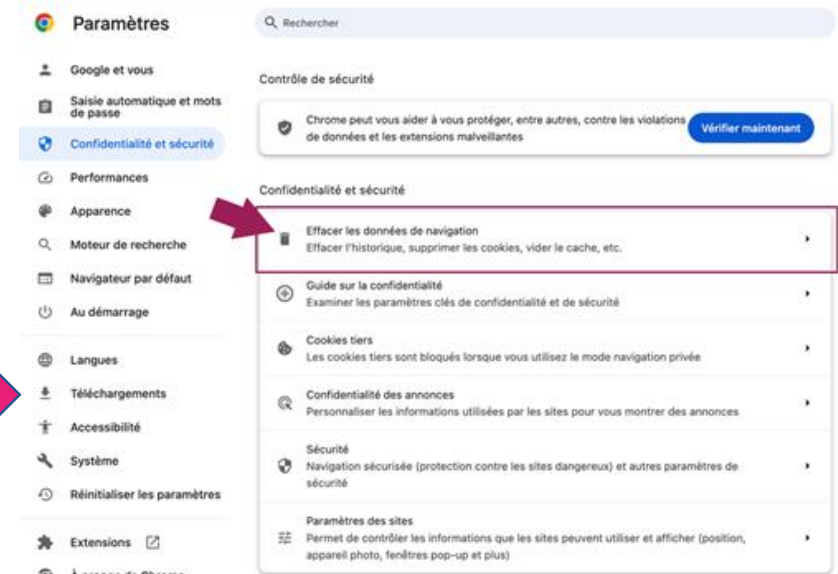 Paramètres
Rechercher
Google et vous
Saisie automatique et mots
de passe
Confidentialité et sécurité
Performances
Apparence
Moteur de recherche
Navigateur par défaut
Au démarrage
Langues
Téléchargements
Accessibilité
Système
Réinitialiser les paramètres
Extensions
Contrôle de sécurité
Chrome peut vous aider à vous protéger, entre autres, contre les violations
de données et les extensions malveillantes
Vérifier maintenant
Confidentialité et sécurité
Effacer les données de navigation
Effacer l'historique, supprimer les cookies, vider le cache, etc.
Guide sur la confidentialité
Examiner les paramètres clés de confidentialité et de sécurité
Cookies tiers
Les cookies tiers sont bloqués lorsque vous utilisez le mode navigation privée
Confidentialité des annonces
Personnaliser les informations utilisées par les sites pour vous montrer des annonces
Sécurité
Navigation sécurisée (protection contre les sites dangereux) et autres paramètres de
sécurité
Paramètres des sites
Permet de contrôler les informations que les sites peuvent utiliser et afficher (position,
appareil photo, fenêtres pop-up et plus)